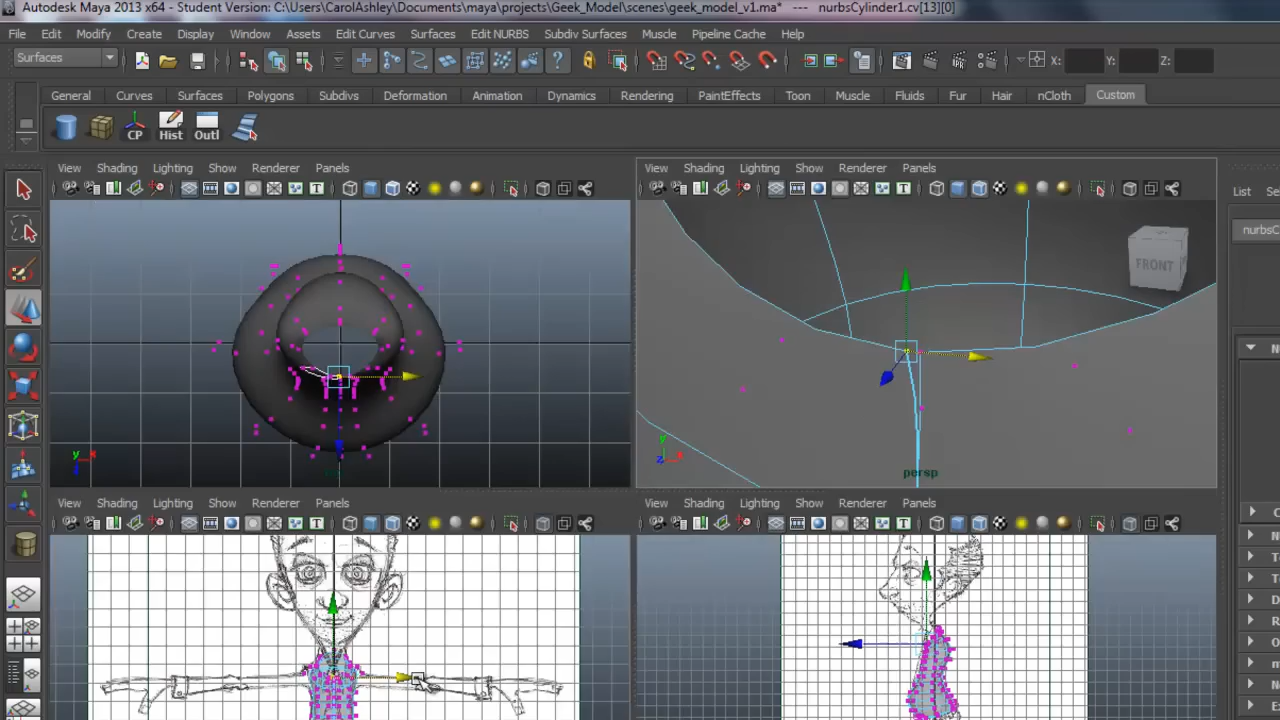 Autodesk Maya 2013 x64 - Student Version: C:\Users\CarolAshley\Documents\maya\projects\Geek_Model\scenes\geek_model_v1.ma* --- nurbsCylinder1.cv[13][0]
File Edit Modify Create Display Window Assets Edit Curves Surfaces Edit NURBS Subdiv Surfaces Muscle Pipeline Cache Help
Surfaces X: Y: Z:
General Curves Surfaces Polygons Subdivs Deformation Animation Dynamics Rendering PaintEffects Toon Muscle Fluids Fur Hair nCloth Custom
CP Hist Outl
View Shading Lighting Show Renderer Panels
View Shading Lighting Show Renderer Panels
List Se
nurbsC
FRONT
y x
y
z x
persp
View Shading Lighting Show Renderer Panels
View Shading Lighting Show Renderer Panels